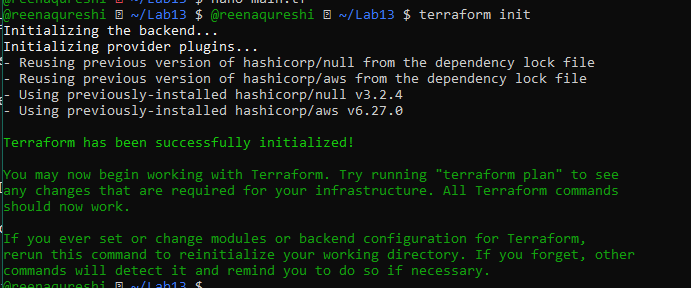 @reenaqureshi ~/Lab13 $ nano main.tf
@reenaqureshi ~/Lab13 $ @reenaqureshi ~/Lab13 $ terraform init
Initializing the backend...
Initializing provider plugins...
- Reusing previous version of hashicorp/null from the dependency lock file
- Reusing previous version of hashicorp/aws from the dependency lock file
- Using previously-installed hashicorp/null v3.2.4
- Using previously-installed hashicorp/aws v6.27.0
Terraform has been successfully initialized!
You may now begin working with Terraform. Try running "terraform plan" to see
any changes that are required for your infrastructure. All Terraform commands
should now work.
If you ever set or change modules or backend configuration for Terraform,
rerun this command to reinitialize your working directory. If you forget, other
commands will detect it and remind you to do so if necessary.
@reenaqureshi ~/Lab13 $